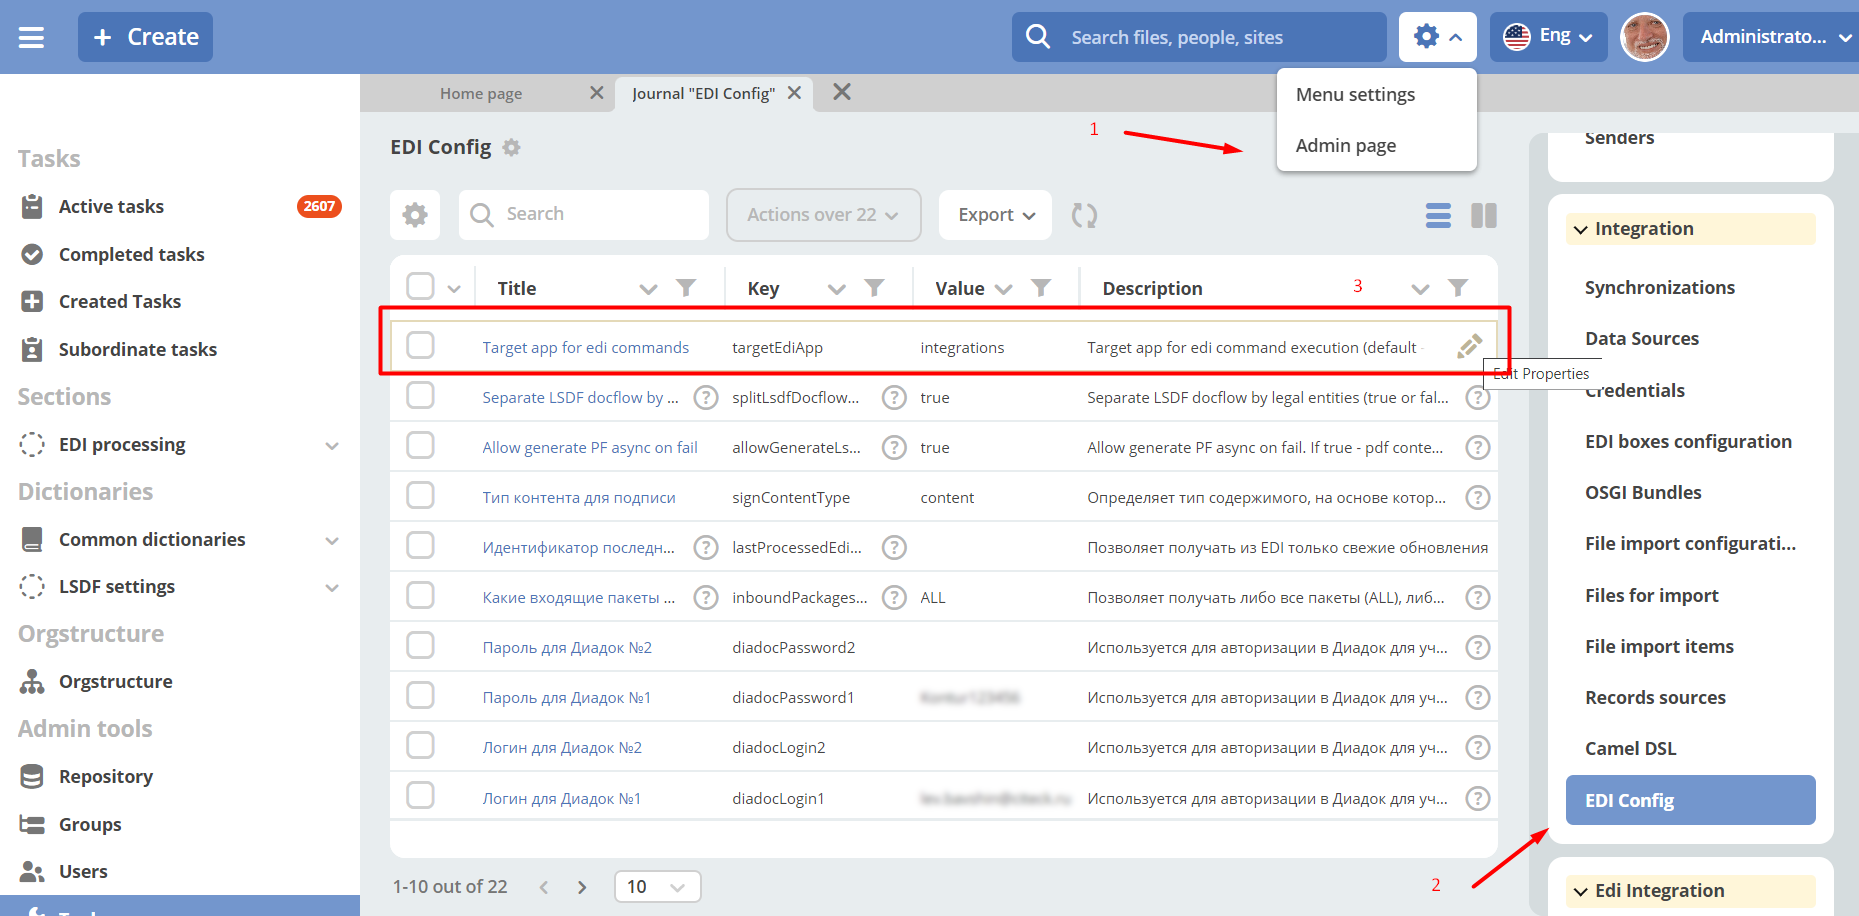 + Create
Search files, people, sites
Eng
Administrato...
Home page
Journal "EDI Config"
Menu settings
Admin page
1
Tasks
Active tasks
2607
Completed tasks
Created Tasks
Subordinate tasks
Sections
EDI processing
Dictionaries
Common dictionaries
LSDF settings
Orgstructure
Orgstructure
Admin tools
Repository
Groups
Users
EDI Config
Search
Actions over 22
Export
Title Key Value Description 3
Target app for edi commands targetEdiApp integrations Target app for edi command execution (default -
Edit Properties
Separate LSDF docflow by ... ? splitLsdfDocflow... ? true Separate LSDF docflow by legal entities (true or fal... ?
Allow generate PF async on fail allowGenerateLs... ? true Allow generate PF async on fail. If true - pdf conte... ?
Тип контента для подписи signContentType content Определяет тип содержимого, на основе котор... ?
Идентификатор последн... ? lastProcessedEdi... ? Позволяет получать из EDI только свежие обновления
Какие входящие пакеты ... ? inboundPackages... ? ALL Позволяет получать либо все пакеты (ALL), либ... ?
Пароль для Диадок №2 diadocPassword2 Используется для авторизации в Диадок для уч... ?
Пароль для Диадок №1 diadocPassword1 Используется для авторизации в Диадок для уч... ?
Логин для Диадок №2 diadocLogin2 Используется для авторизации в Диадок для уч... ?
Логин для Диадок №1 diadocLogin1 Используется для авторизации в Диадок для уч... ?
1-10 out of 22
10
Senders
Integration
Synchronizations
Data Sources
Credentials
EDI boxes configuration
OSGI Bundles
File import configurati...
Files for import
File import items
Records sources
Camel DSL
EDI Config
2
Edi Integration